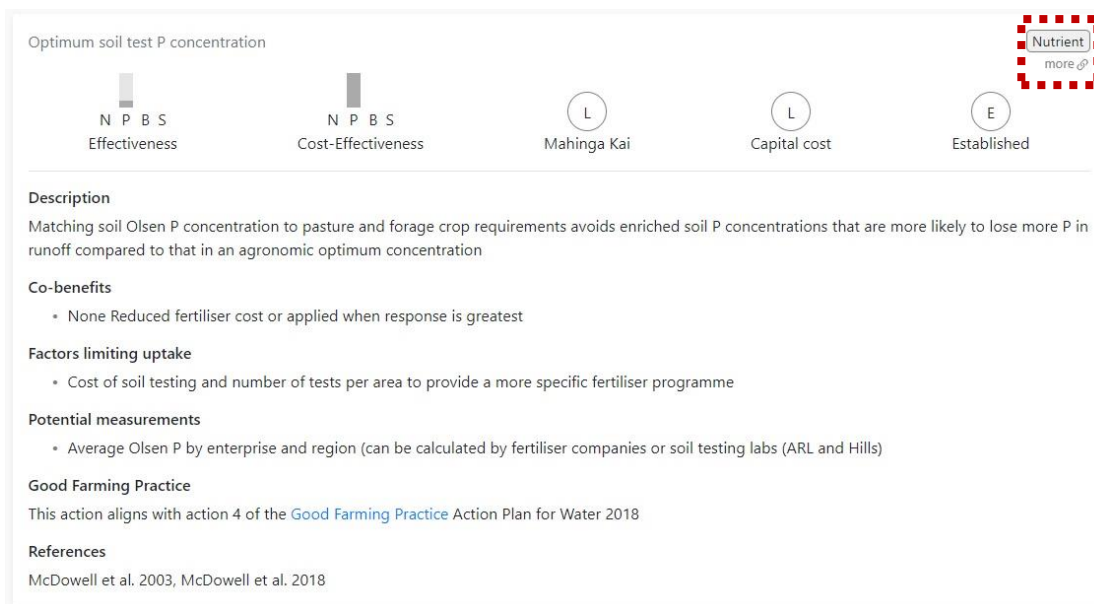 Optimum soil test P concentration
Nutrient
more
N P B S
Effectiveness
N P B S
Cost-Effectiveness
L
Mahinga Kai
L
Capital cost
E
Established
Description
Matching soil Olsen P concentration to pasture and forage crop requirements avoids enriched soil P concentrations that are more likely to lose more P in
runoff compared to that in an agronomic optimum concentration
Co-benefits
• None Reduced fertiliser cost or applied when response is greatest
Factors limiting uptake
• Cost of soil testing and number of tests per area to provide a more specific fertiliser programme
Potential measurements
• Average Olsen P by enterprise and region (can be calculated by fertiliser companies or soil testing labs (ARL and Hills)
Good Farming Practice
This action aligns with action 4 of the Good Farming Practice Action Plan for Water 2018
References
McDowell et al. 2003, McDowell et al. 2018